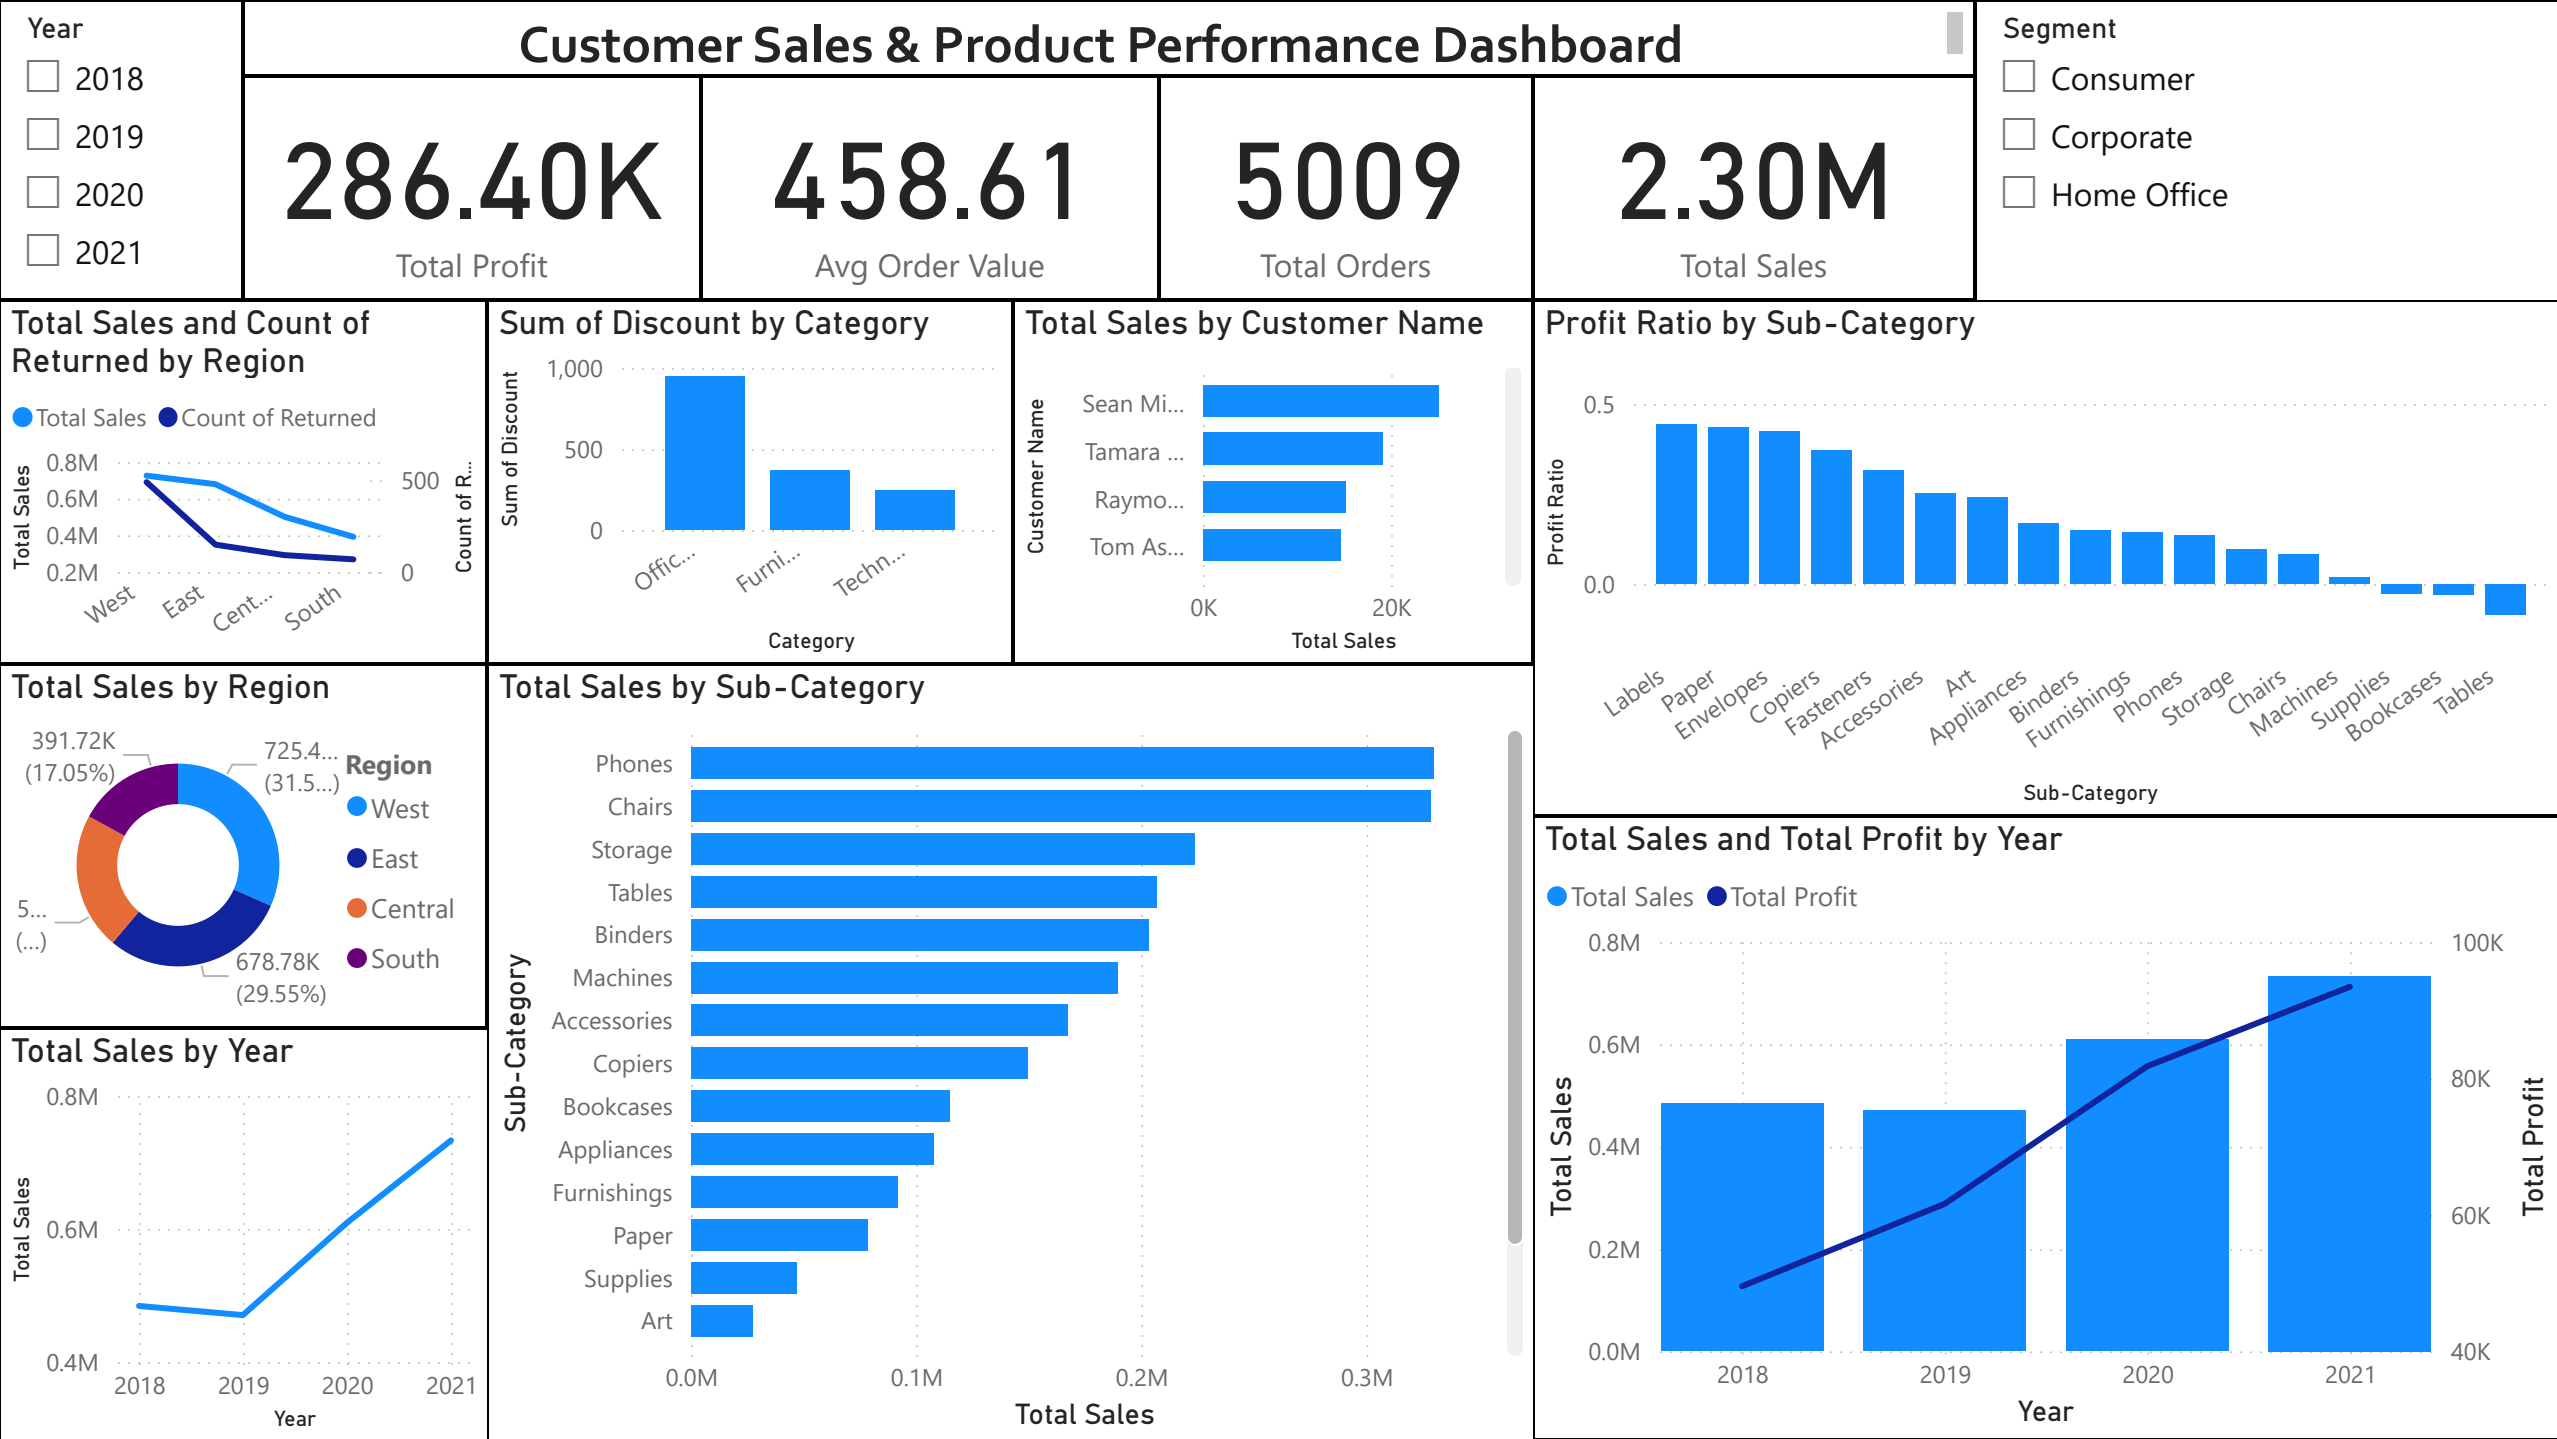 Year
2018
2019
2020
2021
Customer Sales & Product Performance Dashboard
286.40K
Total Profit
458.61
Avg Order Value
5009
Total Orders
2.30M
Total Sales
Segment
Consumer
Corporate
Home Office
Total Sales and Count of
Returned by Region
Total Sales
Count of Returned
Total Sales
0.8M
0.6M
0.4M
0.2M
500
0
Count of R...
West
East
Cent...
South
Sum of Discount by Category
Sum of Discount
1,000
500
0
Offic...
Furni...
Techn...
Category
Total Sales by Customer Name
Customer Name
Sean Mi...
Tamara ...
Raymo...
Tom As...
0K
20K
Total Sales
Profit Ratio by Sub-Category
Profit Ratio
0.5
0.0
Labels
Paper
Envelopes
Copiers
Fasteners
Accessories
Art
Appliances
Binders
Furnishings
Phones
Storage
Chairs
Machines
Supplies
Bookcases
Tables
Sub-Category
Total Sales by Region
391.72K
(17.05%)
725.4...
(31.5...)
5...
(...)
678.78K
(29.55%)
Region
West
East
Central
South
Total Sales by Sub-Category
Sub-Category
Phones
Chairs
Storage
Tables
Binders
Machines
Accessories
Copiers
Bookcases
Appliances
Furnishings
Paper
Supplies
Art
0.0M
0.1M
0.2M
0.3M
Total Sales
Total Sales by Year
Total Sales
0.8M
0.6M
0.4M
2018
2019
2020
2021
Year
Total Sales and Total Profit by Year
Total Sales
Total Profit
Total Sales
0.8M
0.6M
0.4M
0.2M
0.0M
100K
80K
60K
40K
Total Profit
2018
2019
2020
2021
Year